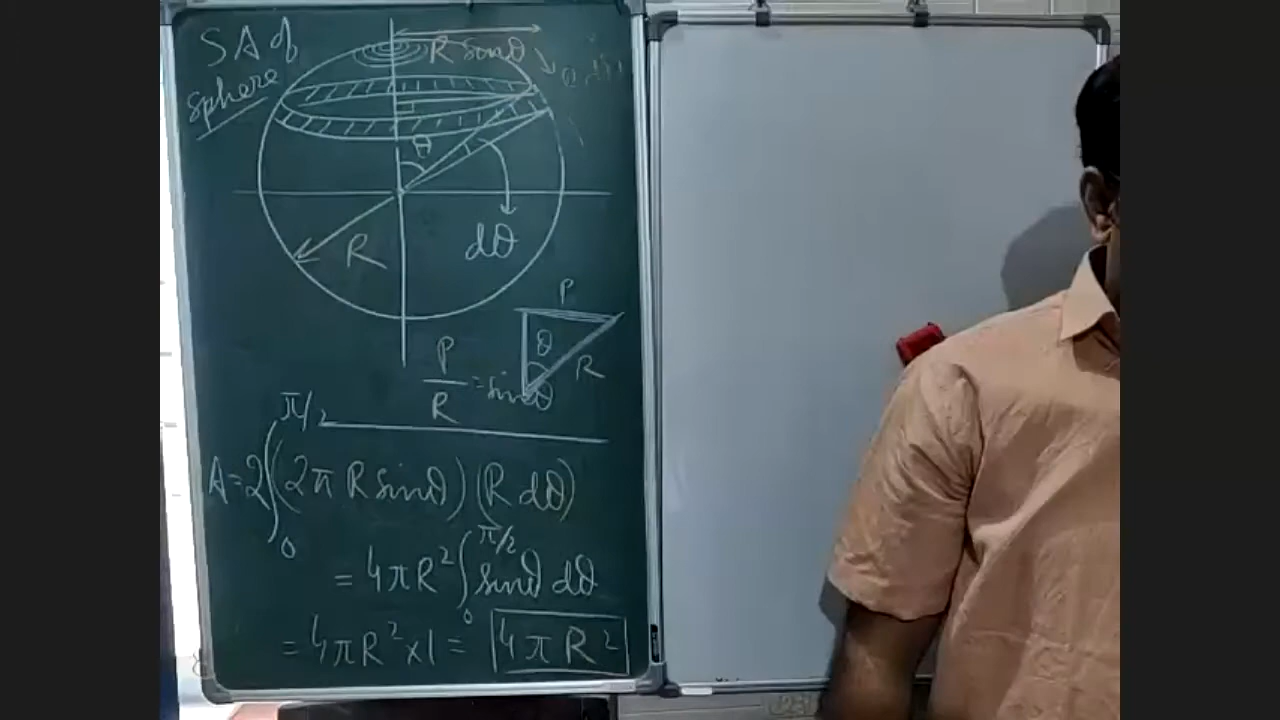 SA of
sphere
R sinθ
θ
R
dθ
P
θ
R
P/R = sinθ
A = 2∫₀^π/2 (2πR sinθ)(R dθ)
= 4πR² ∫₀^π/2 sinθ dθ
= 4πR² × 1 = 4πR²